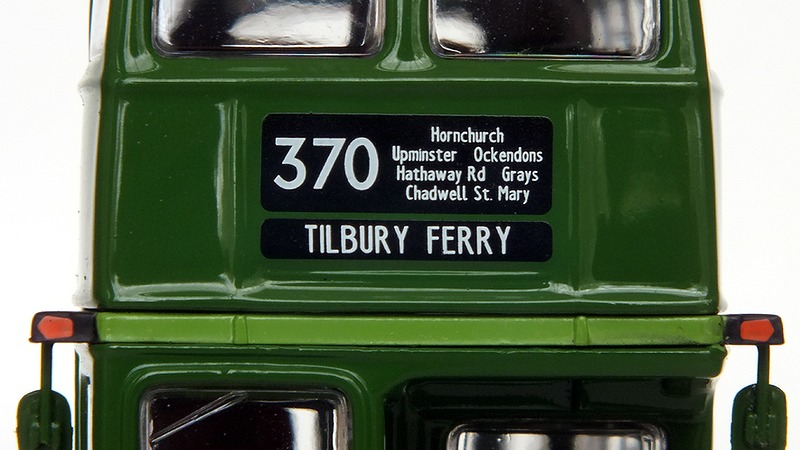 370
Hornchurch
Upminster Ockendons
Hathaway Rd Grays
Chadwell St. Mary
TILBURY FERRY